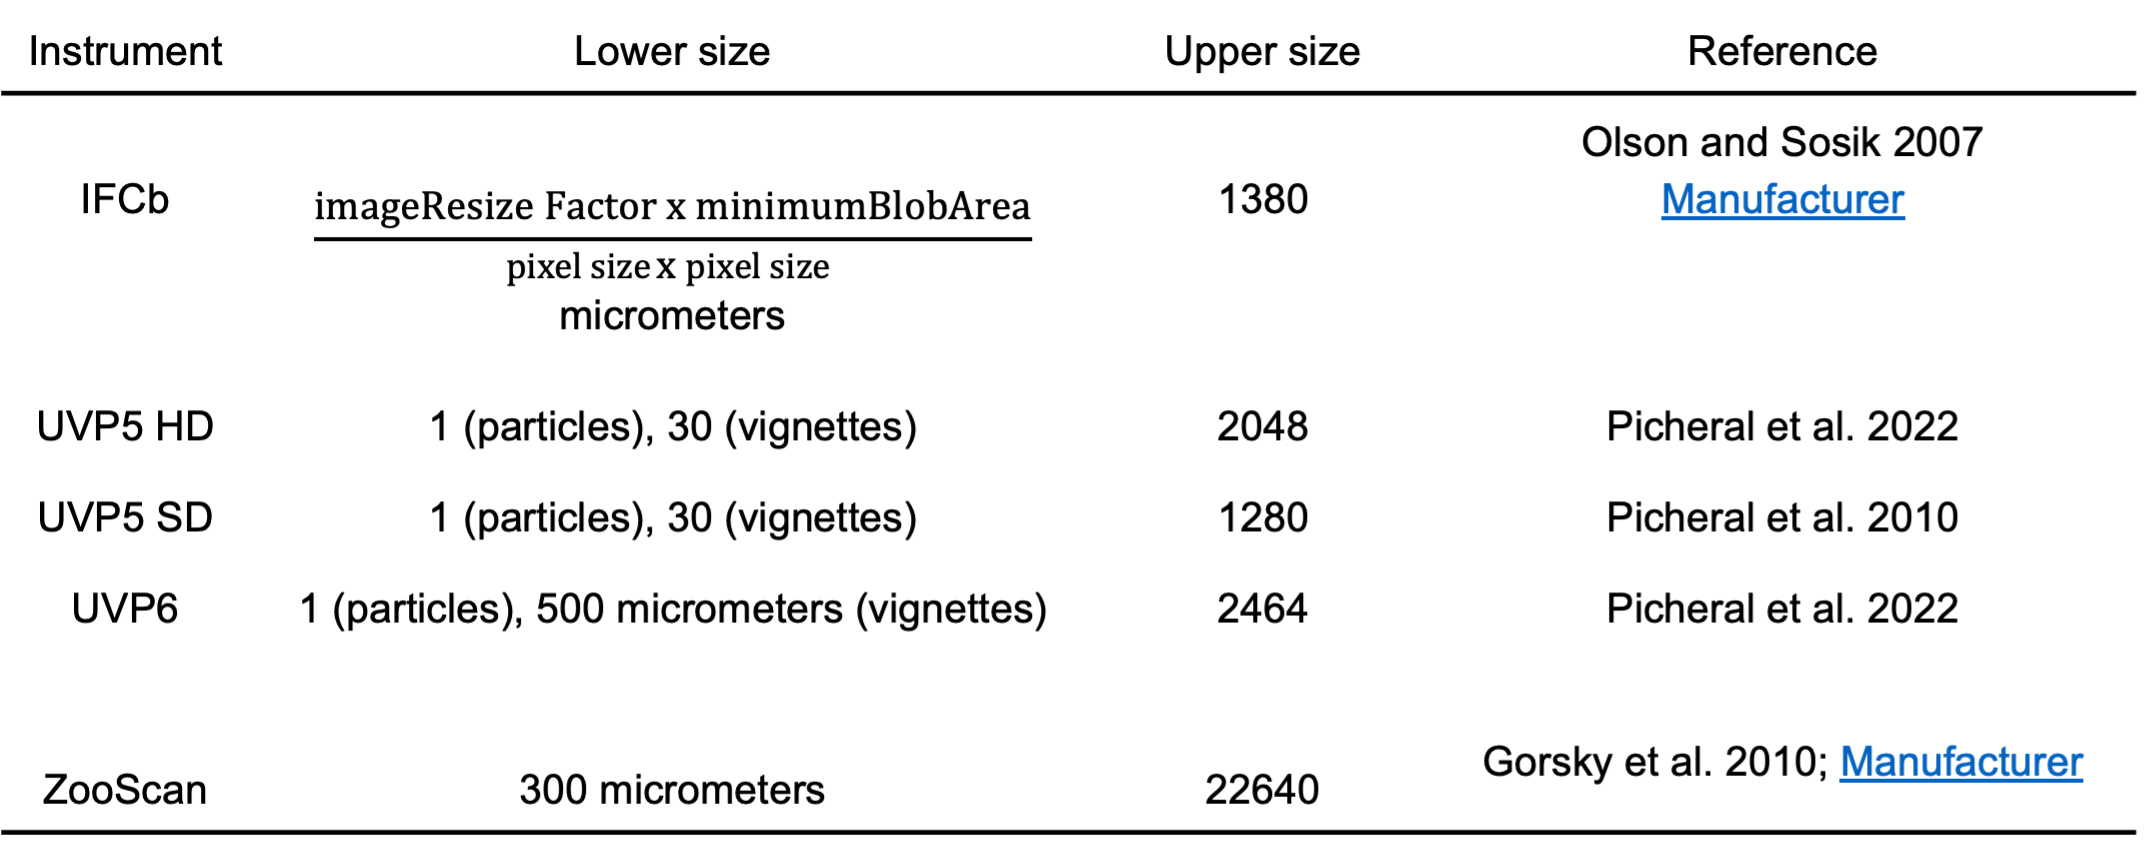 Instrument Lower size Upper size Reference
Olson and Sosik 2007
IFCb imageResize Factor x minimumBlobArea 1380 Manufacturer
pixel size x pixel size
micrometers
UVP5 HD 1 (particles), 30 (vignettes) 2048 Picheral et al. 2022
UVP5 SD 1 (particles), 30 (vignettes) 1280 Picheral et al. 2010
UVP6 1 (particles), 500 micrometers (vignettes) 2464 Picheral et al. 2022
ZooScan 300 micrometers 22640 Gorsky et al. 2010; Manufacturer